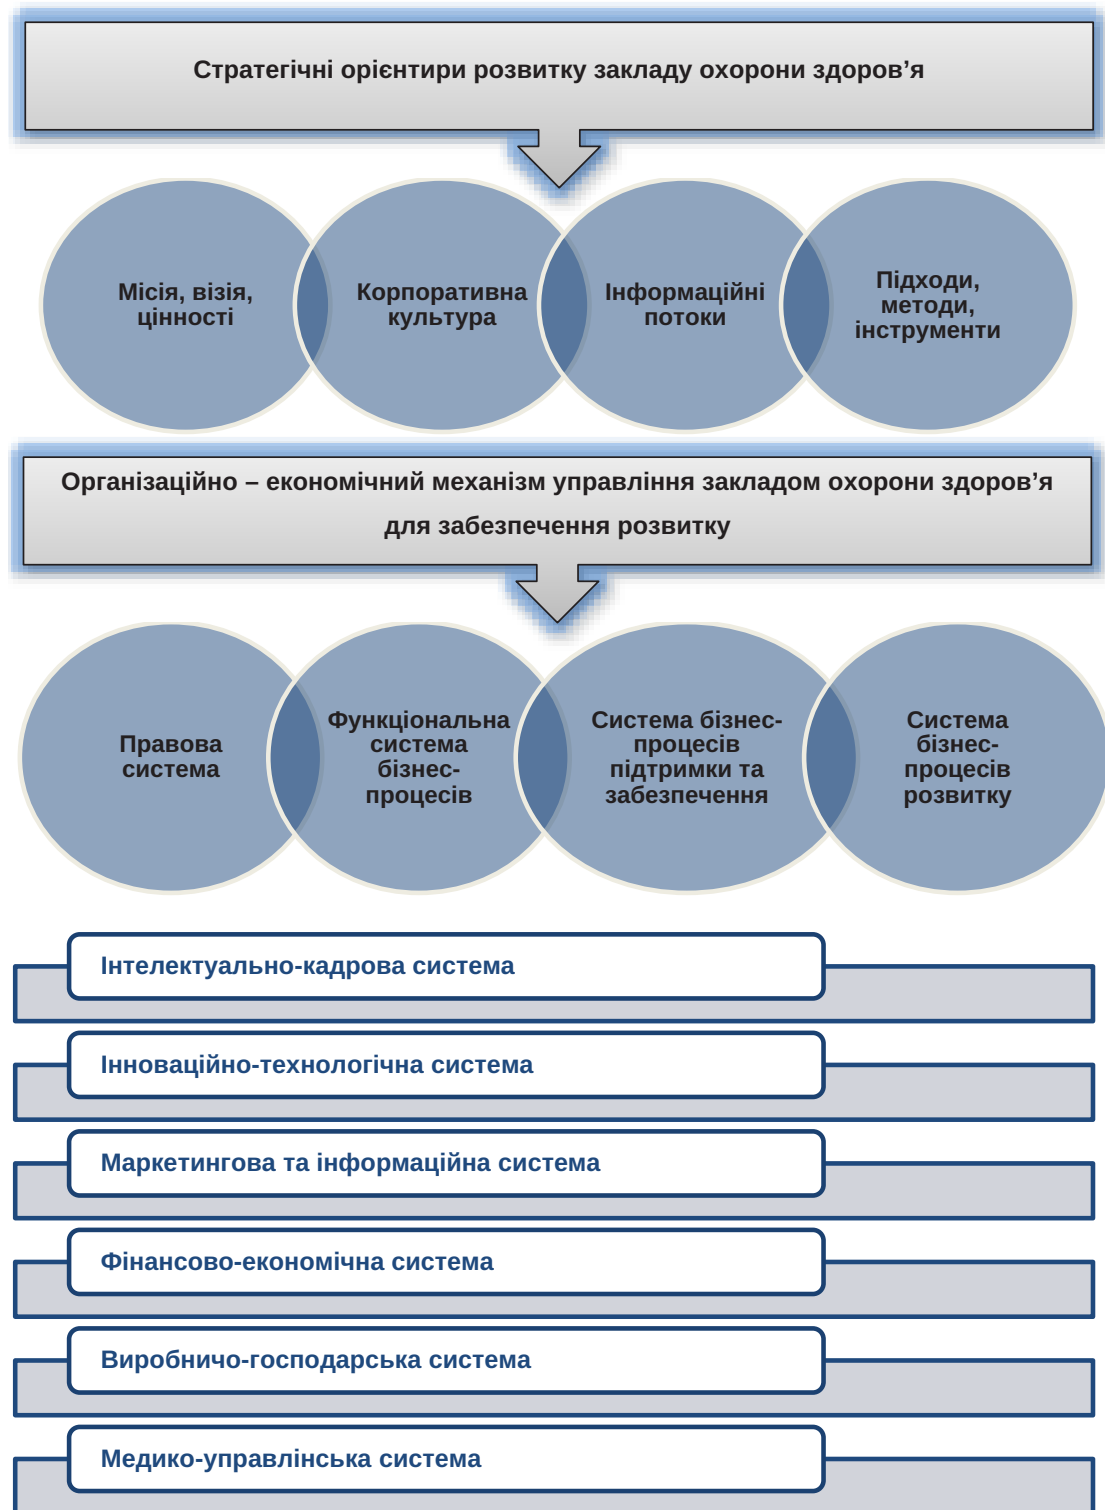 Стратегічні орієнтири розвитку закладу охорони здоров’я
Місія, візія,
цінності
Корпоративна
культура
Інформаційні
потоки
Підходи,
методи,
інструменти
Організаційно – економічний механізм управління закладом охорони здоров’я
для забезпечення розвитку
Правова
система
Функціональна
система
бізнес-
процесів
Система бізнес-
процесів
підтримки та
забезпечення
Система
бізнес-
процесів
розвитку
Інтелектуально-кадрова система
Інноваційно-технологічна система
Маркетингова та інформаційна система
Фінансово-економічна система
Виробничо-господарська система
Медико-управлінська система